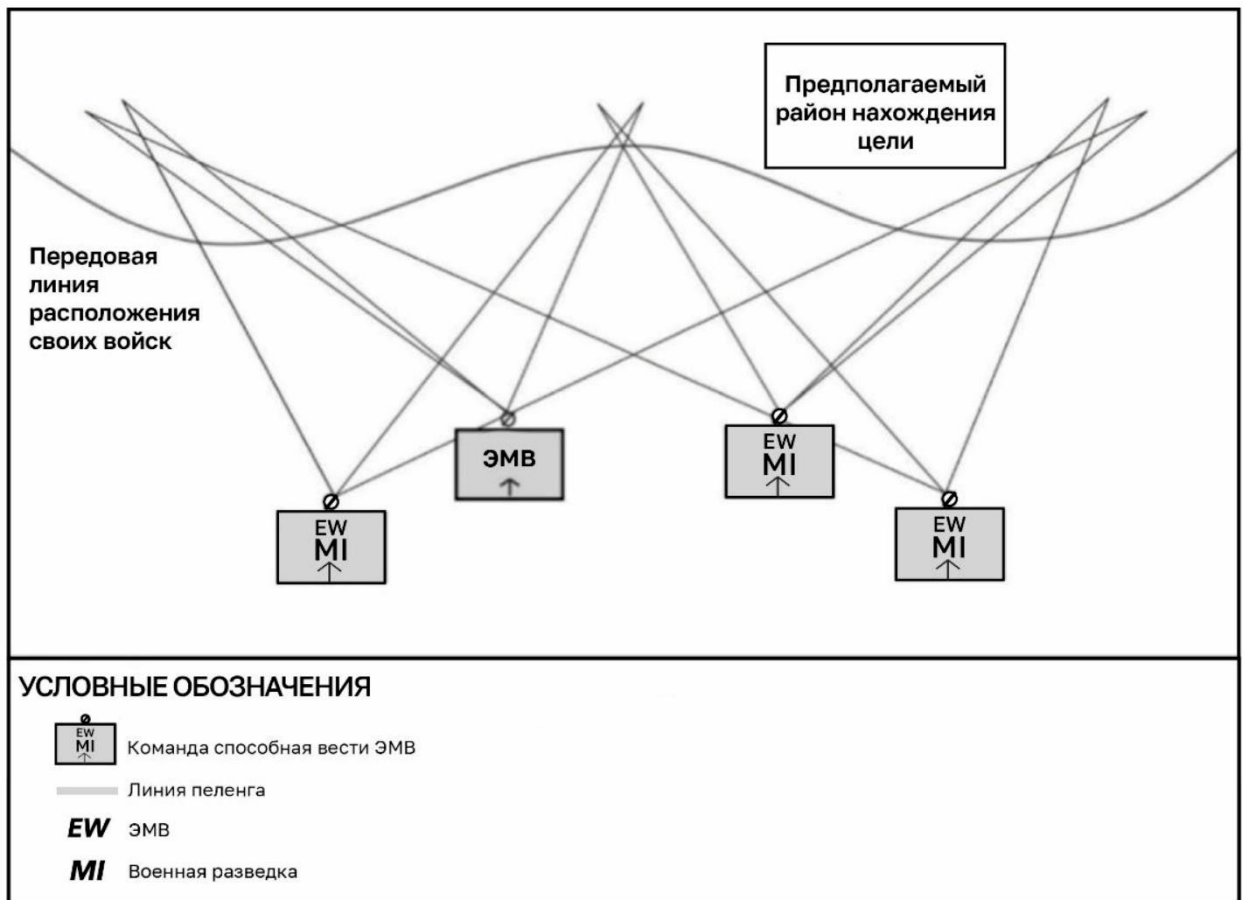 Предполагаемый
район нахождения
цели
Передовая
линия
расположения
своих войск
ЭМВ
EW
MI
EW
MI
EW
MI
УСЛОВНЫЕ ОБОЗНАЧЕНИЯ
EW
MI
Команда способная вести ЭМВ
Линия пеленга
EW ЭМВ
MI Военная разведка